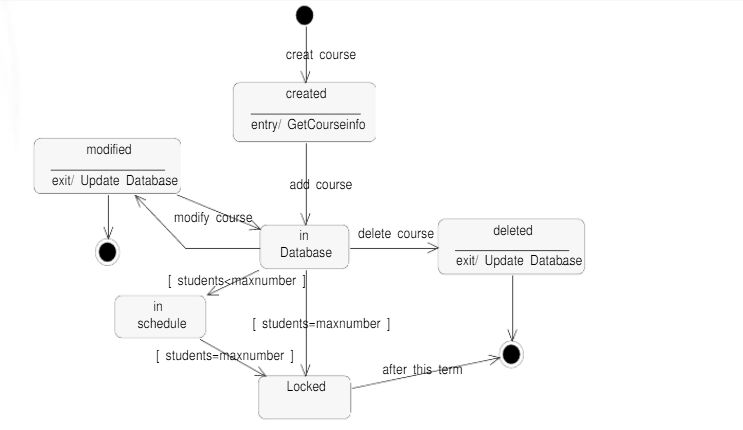 creat course
created
entry/ GetCourseinfo
modified
exit/ Update Database
add course
modify course
in
Database
delete course
deleted
exit/ Update Database
[ students<maxnumber ]
in
schedule
[ students=maxnumber ]
[ students=maxnumber ]
after this term
Locked